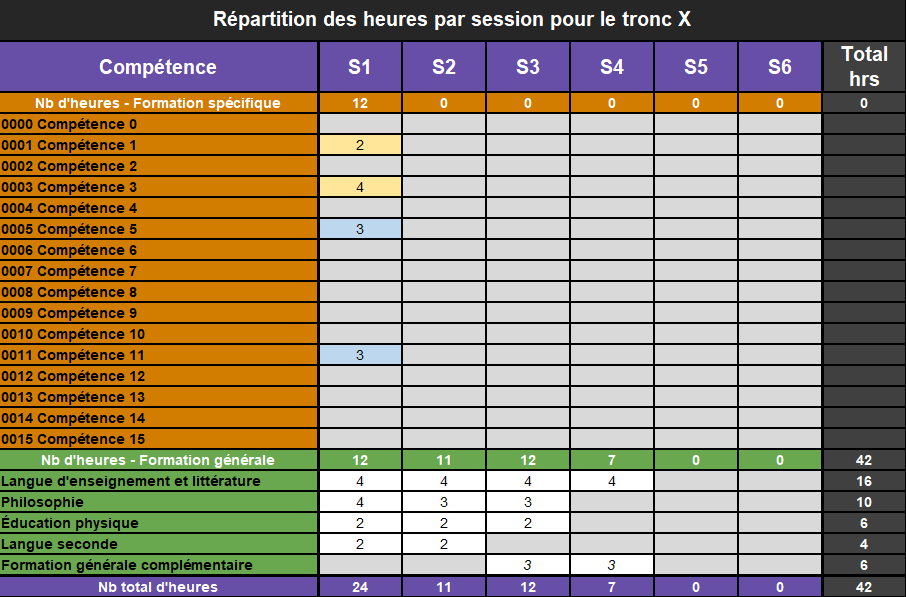 Répartition des heures par session pour le tronc X
Compétence S1 S2 S3 S4 S5 S6 Total hrs
Nb d'heures - Formation spécifique 12 0 0 0 0 0 0
0000 Compétence 0
0001 Compétence 1 2
0002 Compétence 2
0003 Compétence 3 4
0004 Compétence 4
0005 Compétence 5 3
0006 Compétence 6
0007 Compétence 7
0008 Compétence 8
0009 Compétence 9
0010 Compétence 10
0011 Compétence 11 3
0012 Compétence 12
0013 Compétence 13
0014 Compétence 14
0015 Compétence 15
Nb d'heures - Formation générale 12 11 12 7 0 0 42
Langue d'enseignement et littérature 4 4 4 4 16
Philosophie 4 3 3 10
Éducation physique 2 2 2 6
Langue seconde 2 2 4
Formation générale complémentaire 3 3 6
Nb total d'heures 24 11 12 7 0 0 42